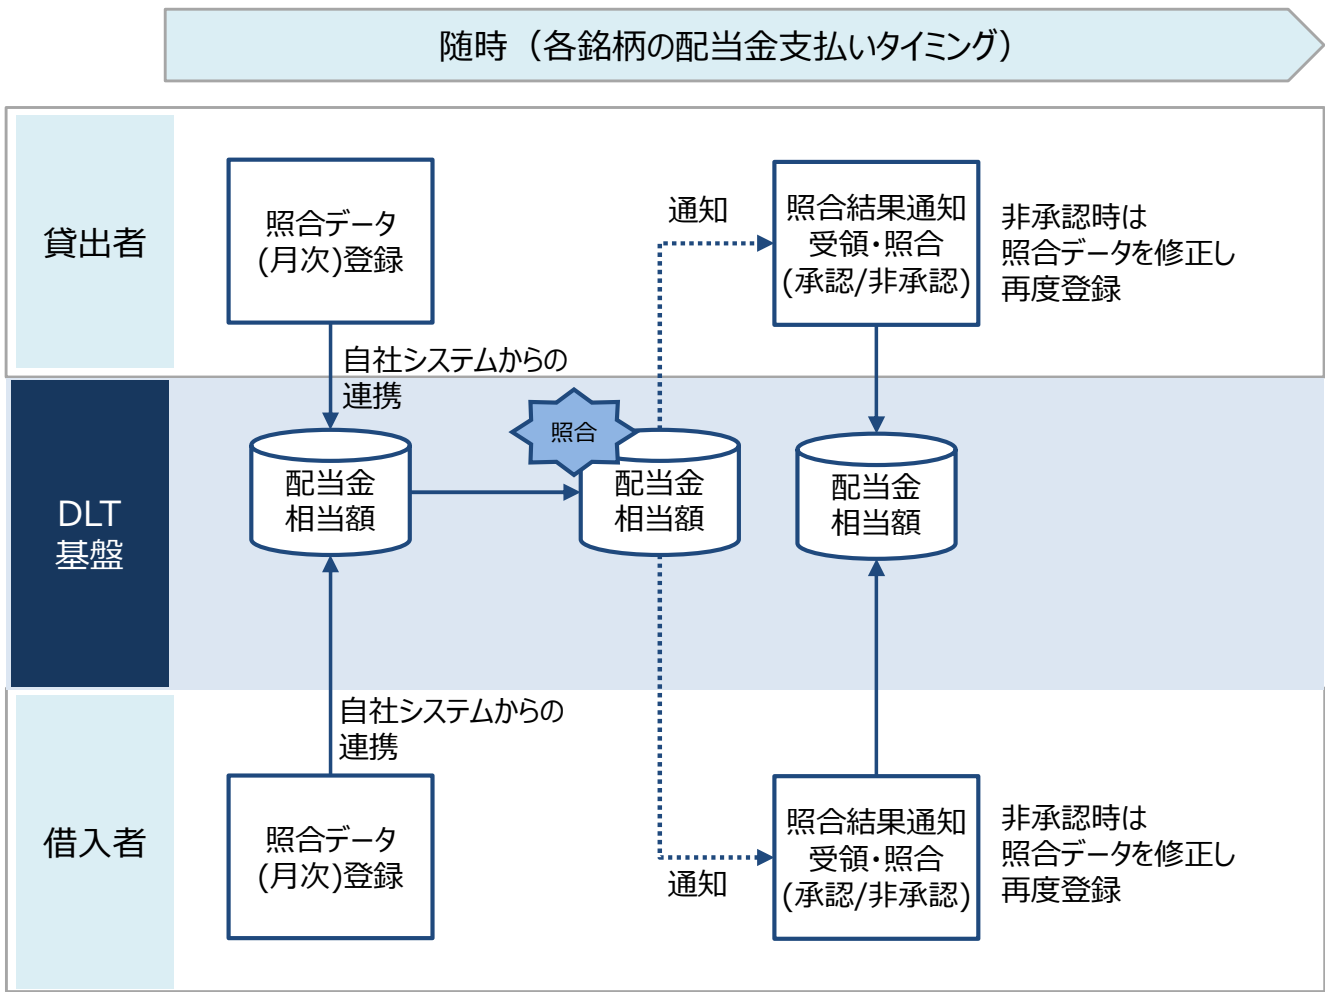 随時（各銘柄の配当金支払いタイミング）
貸出者
照合データ
(月次)登録
自社システムからの
連携
通知
照合結果通知
受領・照合
(承認/非承認)
非承認時は
照合データを修正し
再度登録
DLT
基盤
配当金
相当額
照合
配当金
相当額
配当金
相当額
借入者
自社システムからの
連携
照合データ
(月次)登録
通知
照合結果通知
受領・照合
(承認/非承認)
非承認時は
照合データを修正し
再度登録